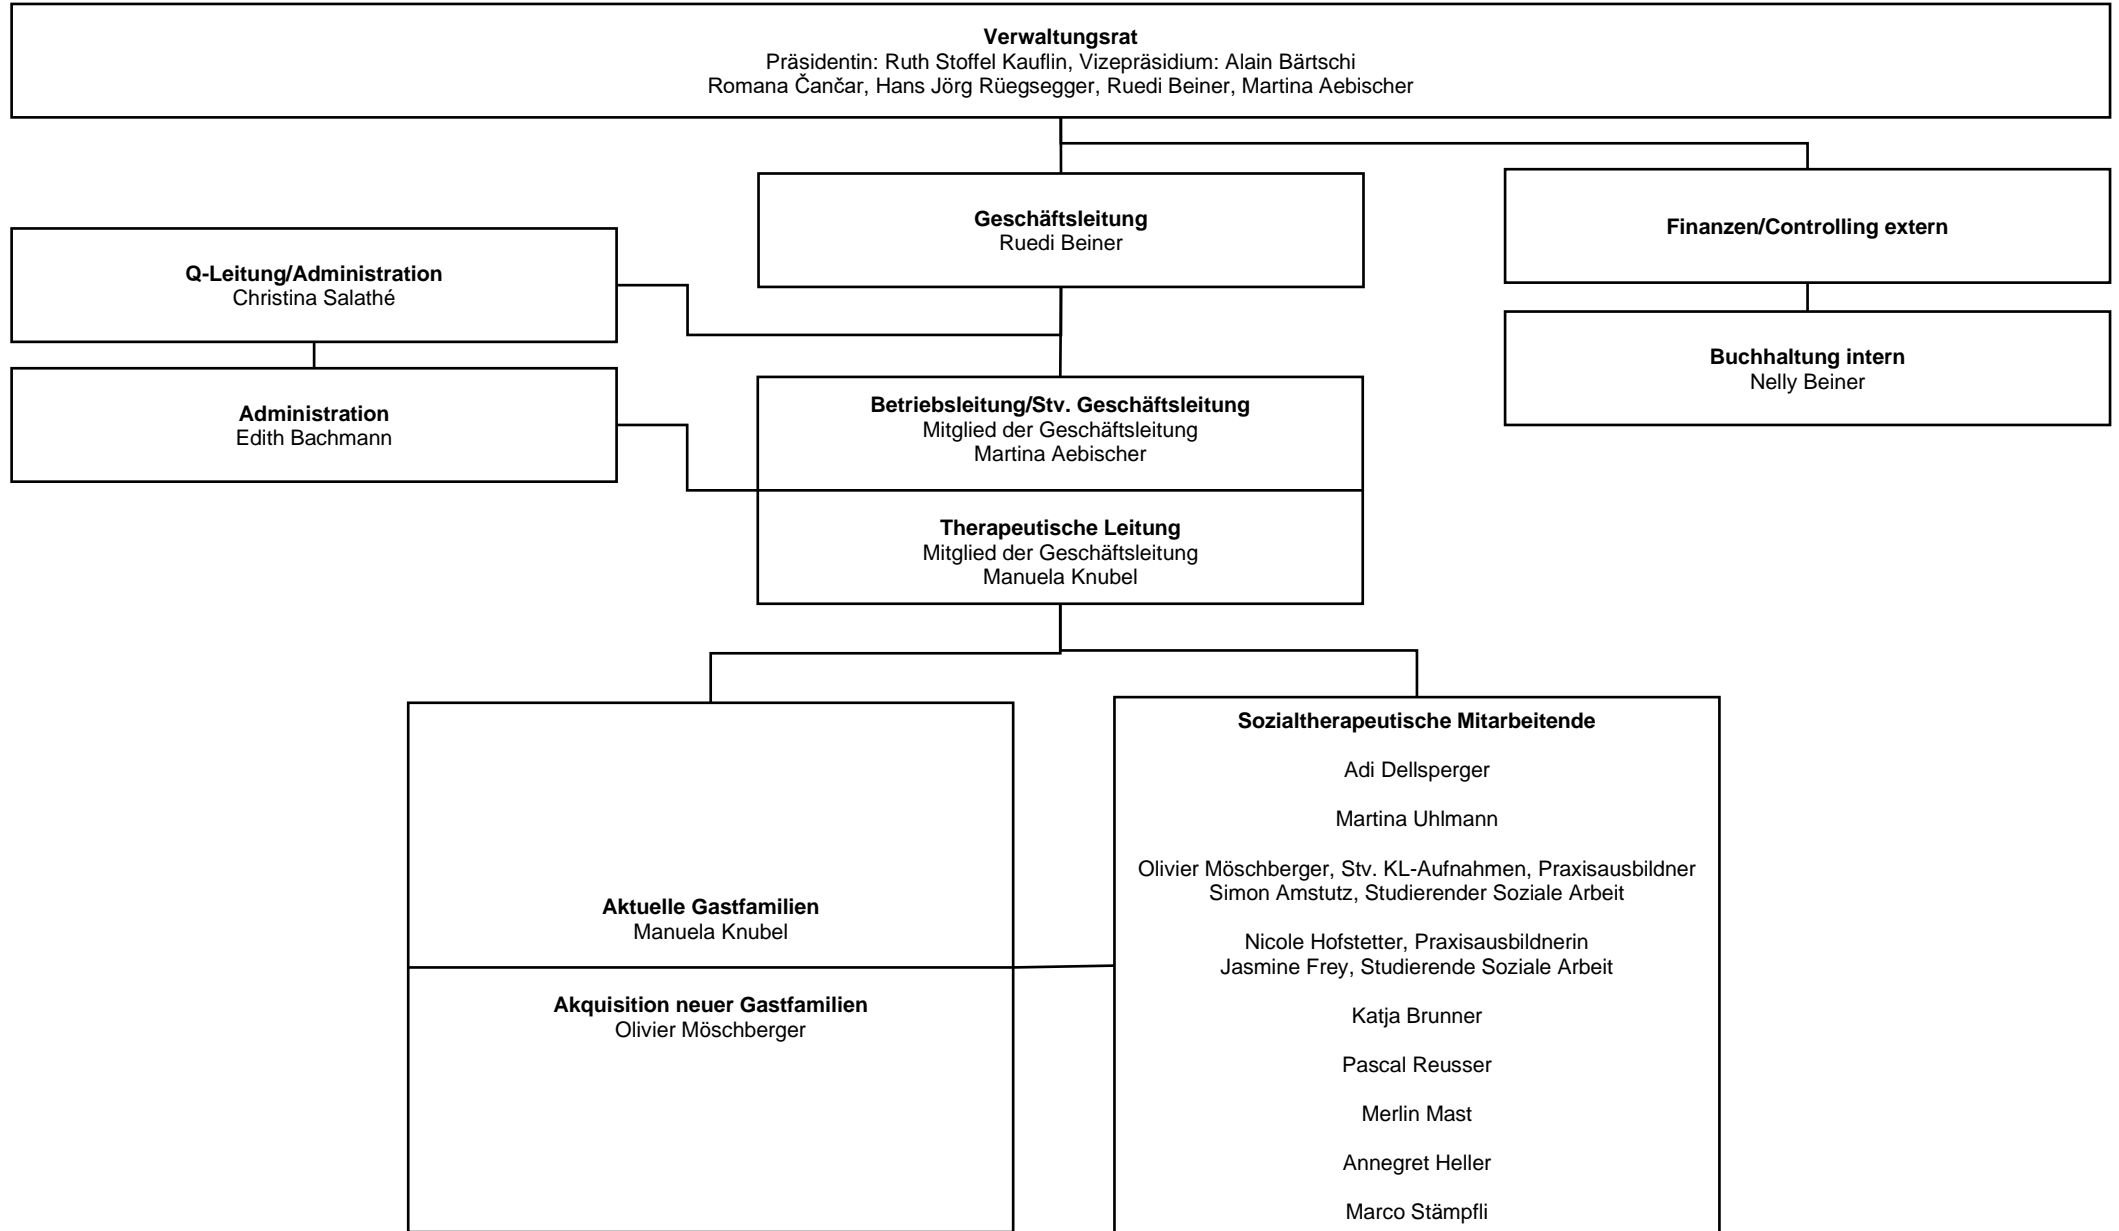 Verwaltungsrat
Präsidentin: Ruth Stoffel Kauflin, Vizepräsidium: Alain Bärtschi
Romana Čančar, Hans Jörg Rüegsegger, Ruedi Beiner, Martina Aebischer
Geschäftsleitung
Ruedi Beiner
Finanzen/Controlling extern
Q-Leitung/Administration
Christina Salathé
Buchhaltung intern
Nelly Beiner
Administration
Edith Bachmann
Betriebsleitung/Stv. Geschäftsleitung
Mitglied der Geschäftsleitung
Martina Aebischer
Therapeutische Leitung
Mitglied der Geschäftsleitung
Manuela Knubel
Aktuelle Gastfamilien
Manuela Knubel
Akquisition neuer Gastfamilien
Olivier Möschberger
Sozialtherapeutische Mitarbeitende
Adi Dellsperger
Martina Uhlmann
Olivier Möschberger, Stv. KL-Aufnahmen, Praxisausbildner
Simon Amstutz, Studierender Soziale Arbeit
Nicole Hofstetter, Praxisausbildnerin
Jasmine Frey, Studierende Soziale Arbeit
Katja Brunner
Pascal Reusser
Merlin Mast
Annegret Heller
Marco Stämpfli